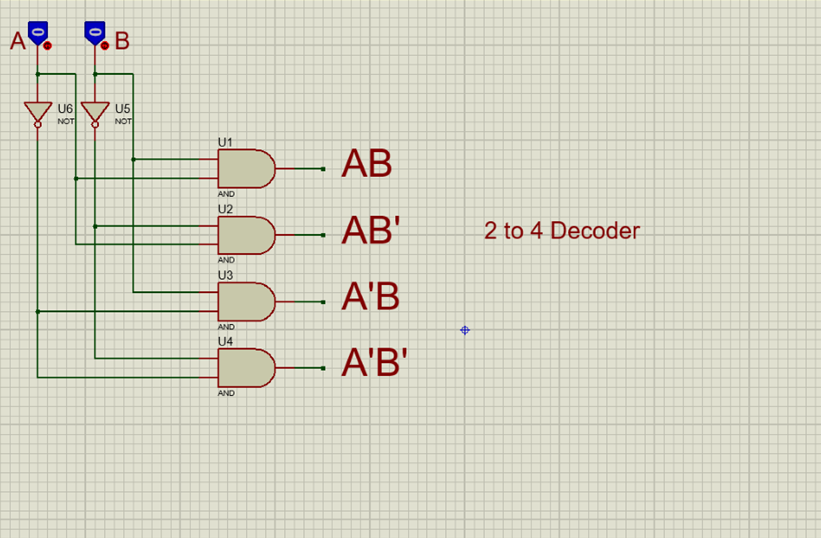 A 0 0 B
U6 U5
NOT NOT
U1
AB
AND
U2
AB'
2 to 4 Decoder
AND
U3
A'B
AND
U4
A'B'
AND